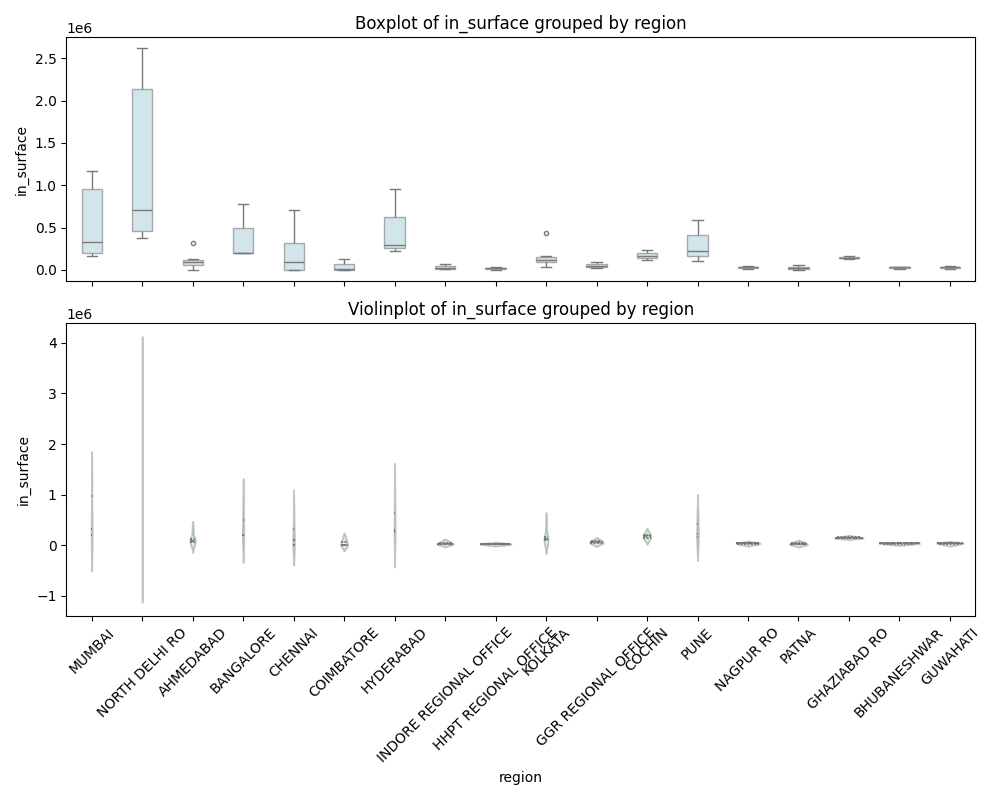 Boxplot of in_surface grouped by region
1e6
2.5
2.0
1.5
1.0
0.5
0.0
in_surface
Violinplot of in_surface grouped by region
1e6
4
3
2
1
0
−1
in_surface
MUMBAI
NORTH DELHI RO
AHMEDABAD
BANGALORE
CHENNAI
COIMBATORE
HYDERABAD
INDORE REGIONAL OFFICE
HHPT REGIONAL OFFICE
KOLKATA
GGR REGIONAL OFFICE
COCHIN
PUNE
NAGPUR RO
PATNA
GHAZIABAD RO
BHUBANESHWAR
GUWAHATI
region